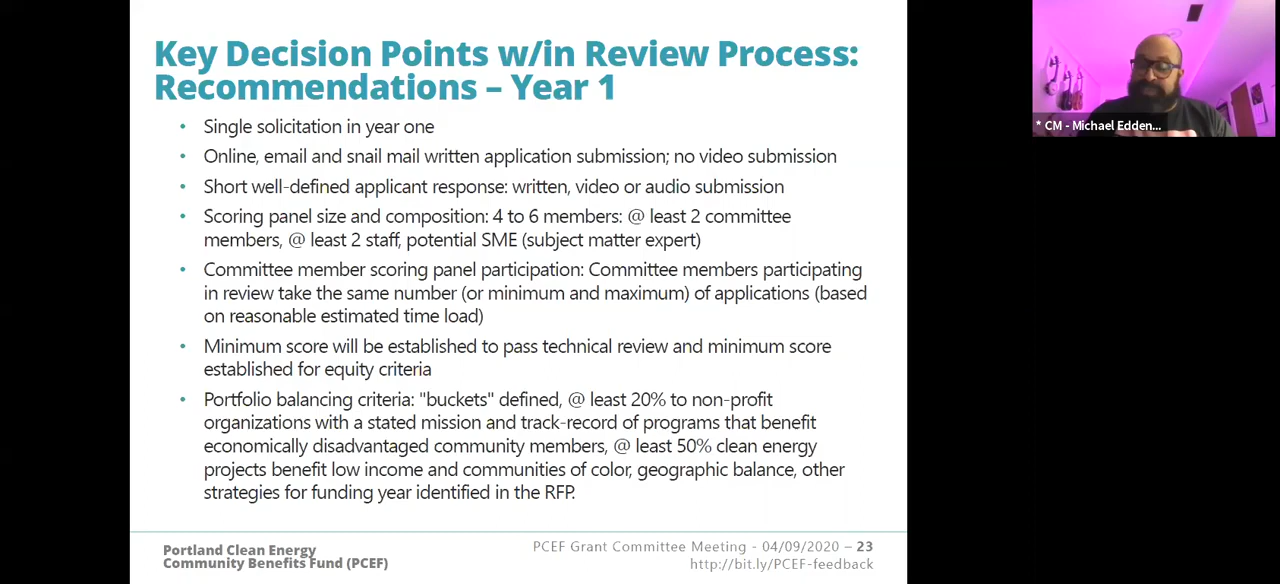 Key Decision Points w/in Review Process:
Recommendations – Year 1
• Single solicitation in year one
• Online, email and snail mail written application submission; no video submission
• Short well-defined applicant response: written, video or audio submission
• Scoring panel size and composition: 4 to 6 members: @ least 2 committee
members, @ least 2 staff, potential SME (subject matter expert)
• Committee member scoring panel participation: Committee members participating
in review take the same number (or minimum and maximum) of applications (based
on reasonable estimated time load)
• Minimum score will be established to pass technical review and minimum score
established for equity criteria
• Portfolio balancing criteria: "buckets" defined, @ least 20% to non-profit
organizations with a stated mission and track-record of programs that benefit
economically disadvantaged community members, @ least 50% clean energy
projects benefit low income and communities of color, geographic balance, other
strategies for funding year identified in the RFP.
Portland Clean Energy
Community Benefits Fund (PCEF)
PCEF Grant Committee Meeting - 04/09/2020 – 23
http://bit.ly/PCEF-feedback
* CM - Michael Edden...